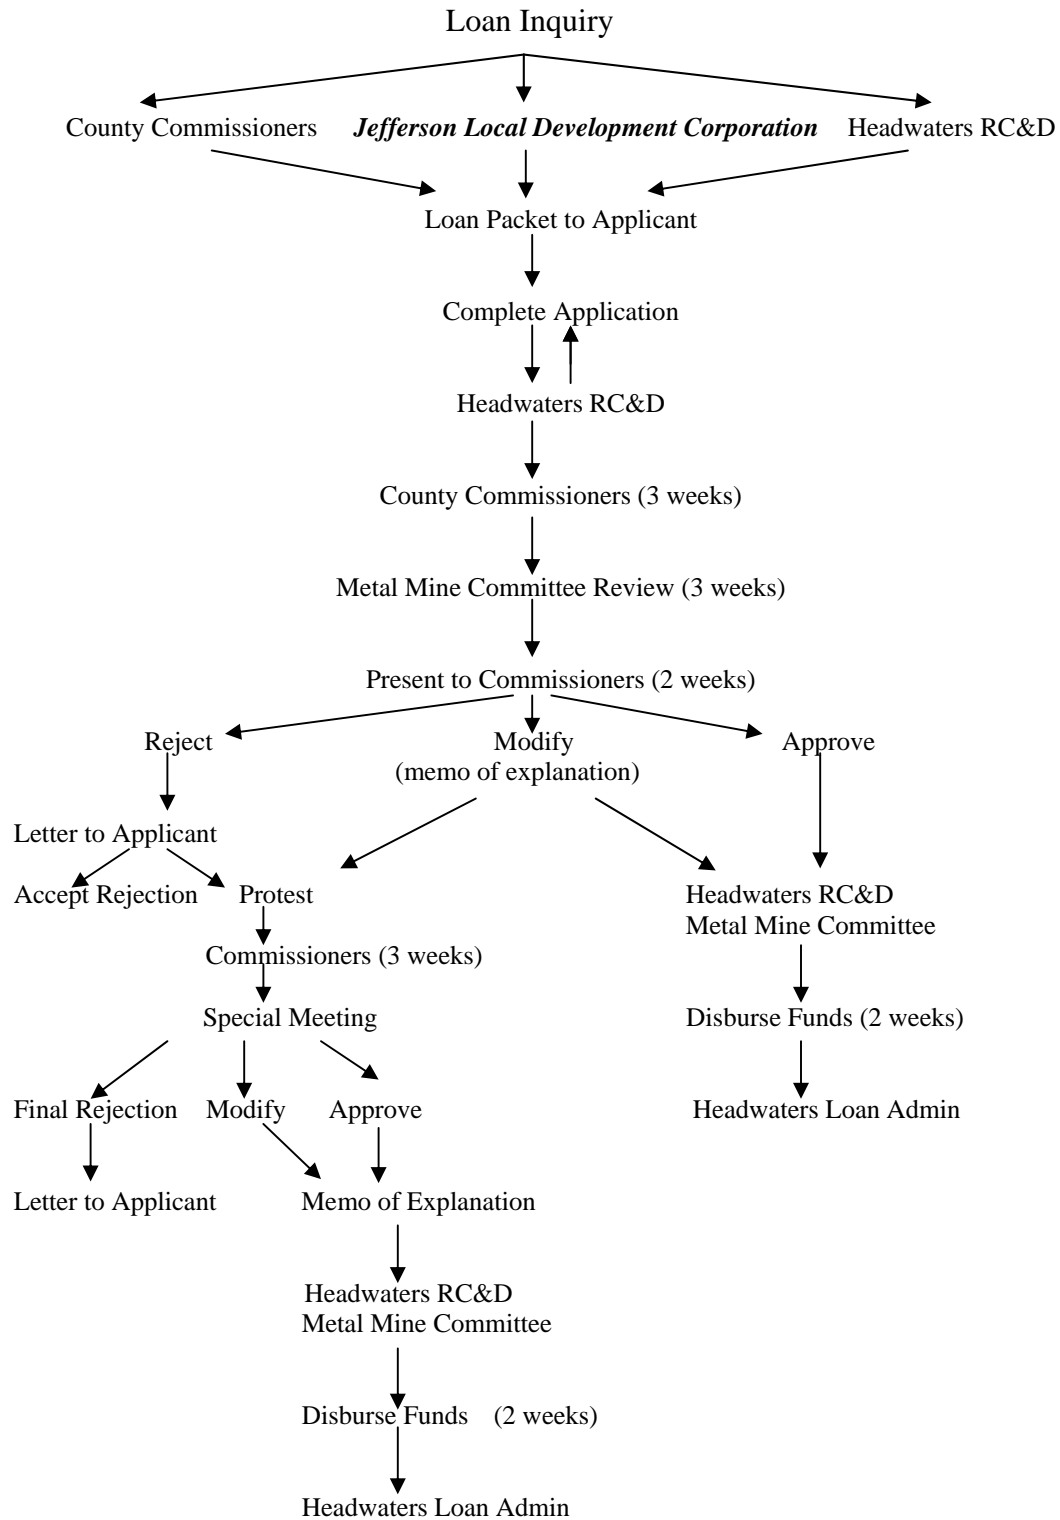 Loan Inquiry
County Commissioners Jefferson Local Development Corporation Headwaters RC&D
Loan Packet to Applicant
Complete Application
Headwaters RC&D
County Commissioners (3 weeks)
Metal Mine Committee Review (3 weeks)
Present to Commissioners (2 weeks)
Reject Modify Approve
(memo of explanation)
Letter to Applicant
Accept Rejection Protest Headwaters RC&D
Metal Mine Committee
Commissioners (3 weeks)
Special Meeting Disburse Funds (2 weeks)
Final Rejection Modify Approve Headwaters Loan Admin
Letter to Applicant Memo of Explanation
Headwaters RC&D
Metal Mine Committee
Disburse Funds (2 weeks)
Headwaters Loan Admin